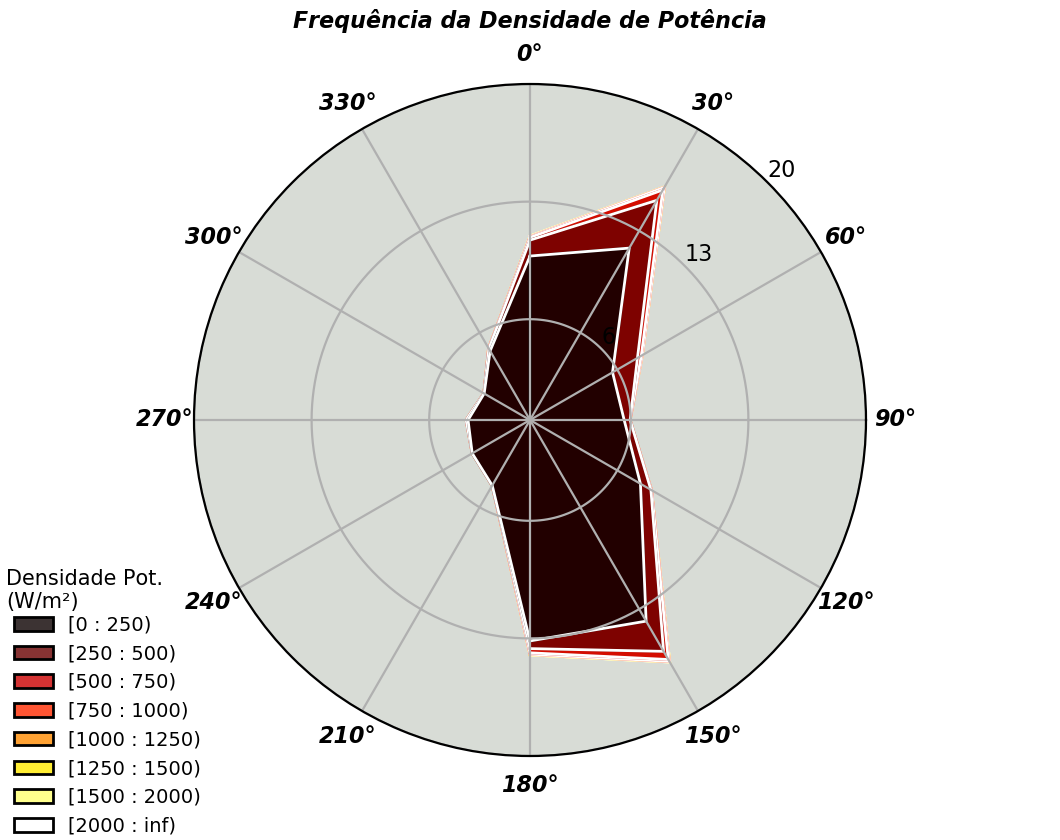 Frequência da Densidade de Potência
0°
330°
30°
20
300°
60°
13
6
270°
90°
240°
120°
210°
150°
180°
Densidade Pot.
(W/m²)
[0 : 250)
[250 : 500)
[500 : 750)
[750 : 1000)
[1000 : 1250)
[1250 : 1500)
[1500 : 2000)
[2000 : inf)